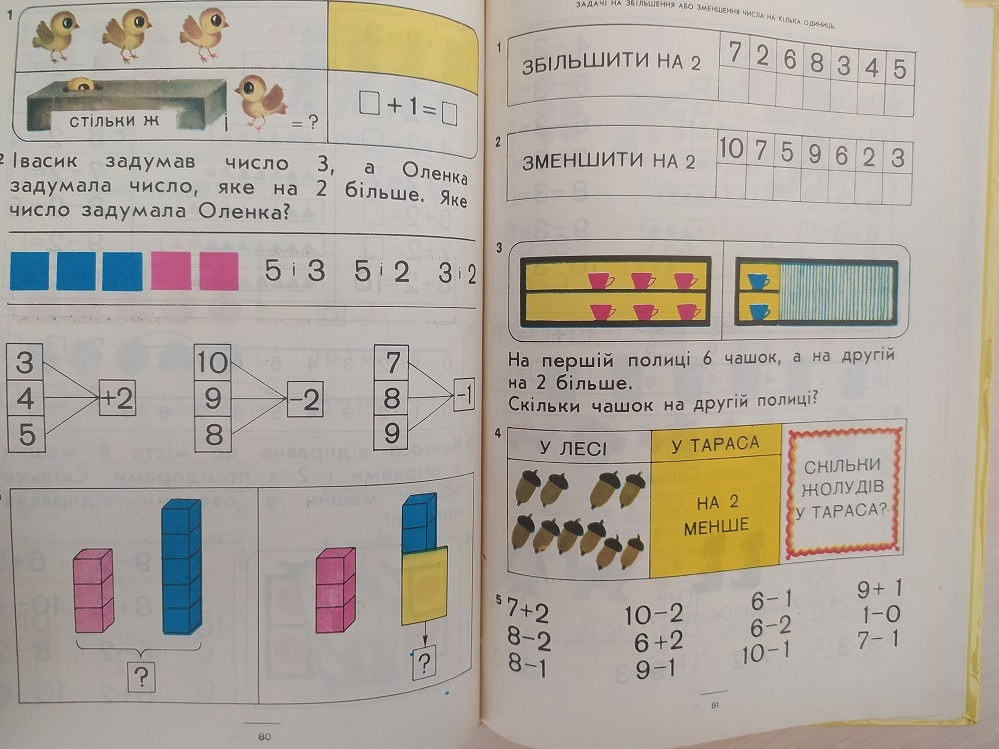 1
СТІЛЬКИ Ж
і
= ?
□ + 1 = □
2 Івасик задумав число 3, а Оленка
задумала число, яке на 2 більше. Яке
число задумала Оленка?
5 і 3 5 і 2 3 і 2
3
4
5
+2
10
9
8
−2
7
8
9
−1
?
?
80
ЗАДАЧІ НА ЗБІЛЬШЕННЯ АБО ЗМЕНШЕННЯ ЧИСЛА НА КІЛЬКА ОДИНИЦЬ.
1
ЗБІЛЬШИТИ НА 2 7 2 6 8 3 4 5
2
ЗМЕНШИТИ НА 2 10 7 5 9 6 2 3
3
На першій полиці 6 чашок, а на другій
на 2 більше.
Скільки чашок на другій полиці?
4
У ЛЕСІ
У ТАРАСА
НА 2
МЕНШЕ
СКІЛЬКИ
ЖОЛУДІВ
У ТАРАСА?
5
7+2 10−2 6−1 9+1
8−2 6+2 6−2 1−0
8−1 9−1 10−1 7−1
81